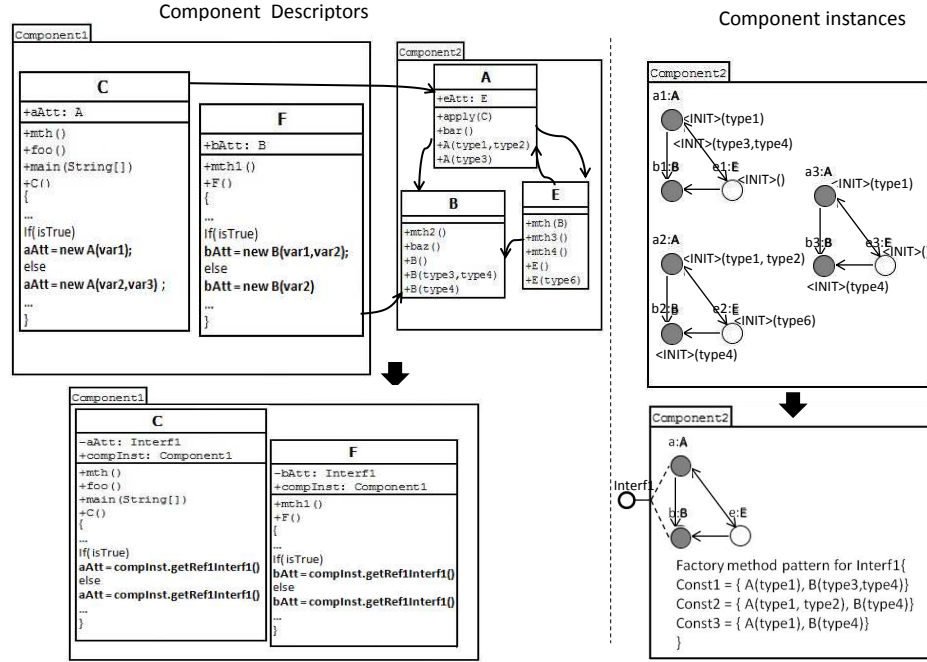 Component Descriptors
Component1
C
+aAtt: A
+mth()
+foo()
+main(String[])
+C()
{
...
If(isTrue)
aAtt = new A(var1);
else
aAtt = new A(var2,var3) ;
...
}
F
+bAtt: B
+mth1()
+F()
{
...
If(isTrue)
bAtt = new B(var1,var2);
else
bAtt = new B(var2)
...
}
Component2
A
+eAtt: E
+apply(C)
+bar()
+A(type1,type2)
+A(type3)
B
+mth2()
+baz()
+B()
+B(type3,type4)
+B(type4)
E
+mth(B)
+mth3()
+mth4()
+E()
+E(type6)
Component1
C
-aAtt: Interf1
+compInst: Component1
+mth()
+foo()
+main(String[])
+C()
{
...
If(isTrue)
aAtt = compInst.getRef1Interf1()
else
aAtt = compInst.getRef1Interf1()
...
}
F
-bAtt: Interf1
+compInst: Component1
+mth1()
+F()
{
...
If(isTrue)
bAtt = compInst.getRef1Interf1()
else
bAtt = compInst.getRef1Interf1()
...
}
Component instances
Component2
a1:A
<INIT>(type1)
<INIT>(type3,type4)
b1:B
e1:E
<INIT>()
a2:A
<INIT>(type1, type2)
b2:B
e2:E
<INIT>(type6)
<INIT>(type4)
a3:A
<INIT>(type1)
b3:B
e3:E
<INIT>()
<INIT>(type4)
Component2
a:A
Interf1
b:B
e:E
Factory method pattern for Interf1{
Const1 = { A(type1), B(type3,type4)}
Const2 = { A(type1, type2), B(type4)}
Const3 = { A(type1), B(type4)}
}